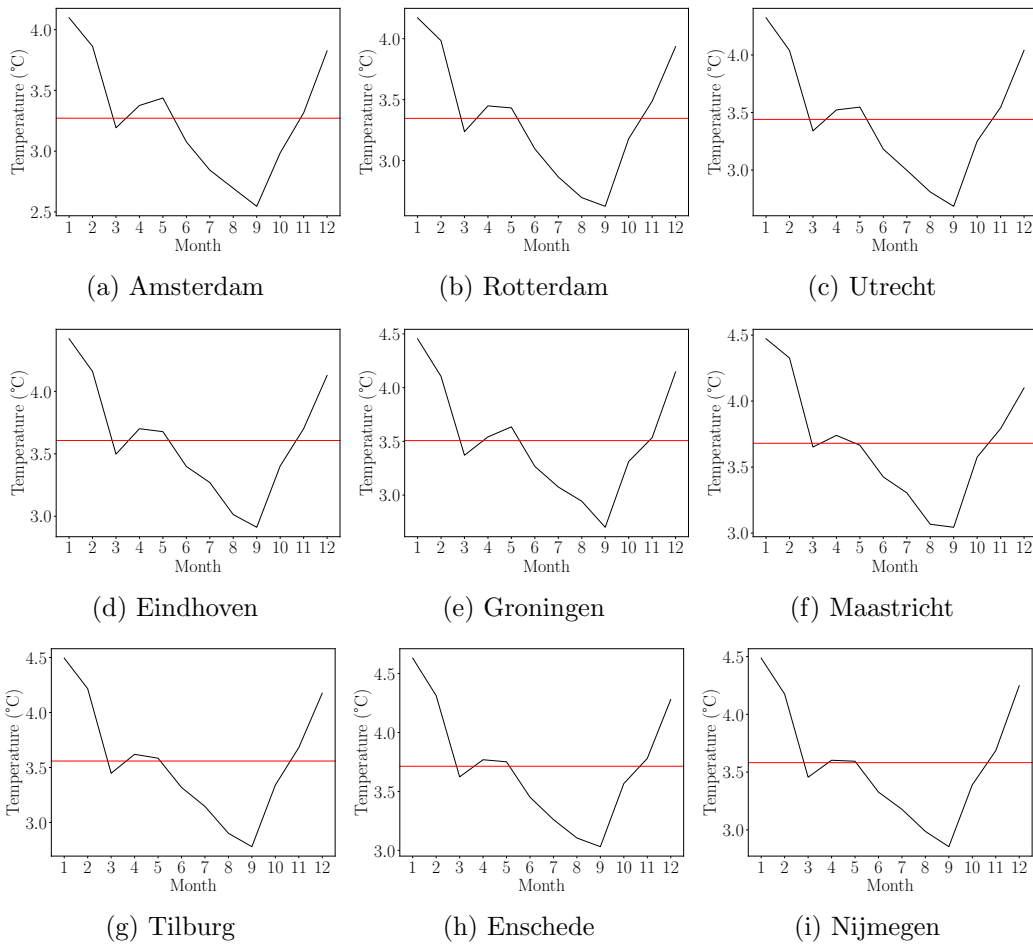 4.0
3.5
3.0
2.5
Temperature (°C)
1 2 3 4 5 6 7 8 9 10 11 12
Month
(a) Amsterdam
4.0
3.5
3.0
Temperature (°C)
1 2 3 4 5 6 7 8 9 10 11 12
Month
(b) Rotterdam
4.0
3.5
3.0
Temperature (°C)
1 2 3 4 5 6 7 8 9 10 11 12
Month
(c) Utrecht
4.0
3.5
3.0
Temperature (°C)
1 2 3 4 5 6 7 8 9 10 11 12
Month
(d) Eindhoven
4.5
4.0
3.5
3.0
Temperature (°C)
1 2 3 4 5 6 7 8 9 10 11 12
Month
(e) Groningen
4.5
4.0
3.5
3.0
Temperature (°C)
1 2 3 4 5 6 7 8 9 10 11 12
Month
(f) Maastricht
4.5
4.0
3.5
3.0
Temperature (°C)
1 2 3 4 5 6 7 8 9 10 11 12
Month
(g) Tilburg
4.5
4.0
3.5
3.0
Temperature (°C)
1 2 3 4 5 6 7 8 9 10 11 12
Month
(h) Enschede
4.5
4.0
3.5
3.0
Temperature (°C)
1 2 3 4 5 6 7 8 9 10 11 12
Month
(i) Nijmegen